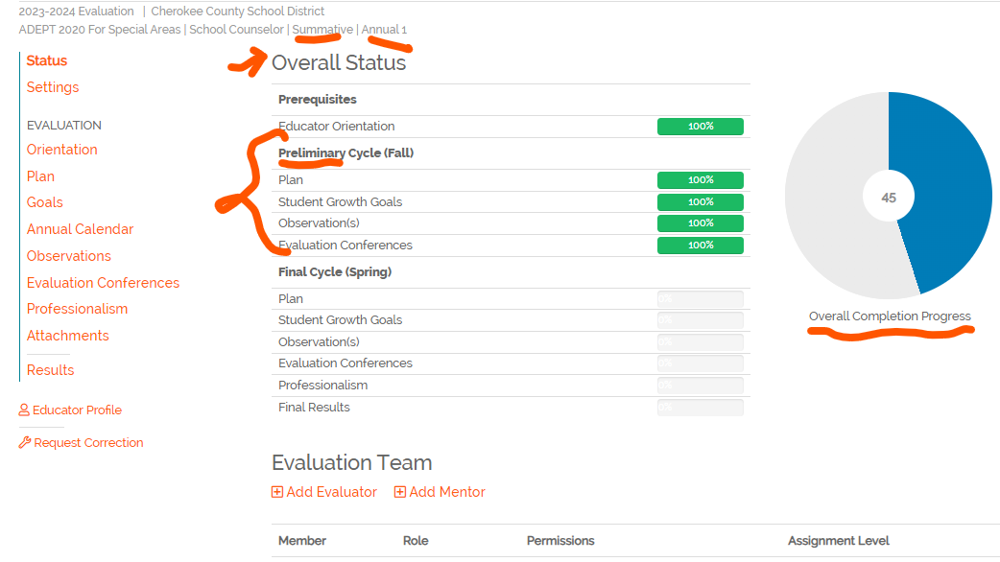 2023-2024 Evaluation | Cherokee County School District
ADEPT 2020 For Special Areas | School Counselor | Summative | Annual 1
Status
Settings
EVALUATION
Orientation
Plan
Goals
Annual Calendar
Observations
Evaluation Conferences
Professionalism
Attachments
Results
Educator Profile
Request Correction
Overall Status
Prerequisites
Educator Orientation 100%
Preliminary Cycle (Fall)
Plan 100%
Student Growth Goals 100%
Observation(s) 100%
Evaluation Conferences 100%
Final Cycle (Spring)
Plan 0%
Student Growth Goals 0%
Observation(s) 0%
Evaluation Conferences 0%
Professionalism 0%
Final Results 0%
45
Overall Completion Progress
Evaluation Team
Add Evaluator Add Mentor
Member Role Permissions Assignment Level